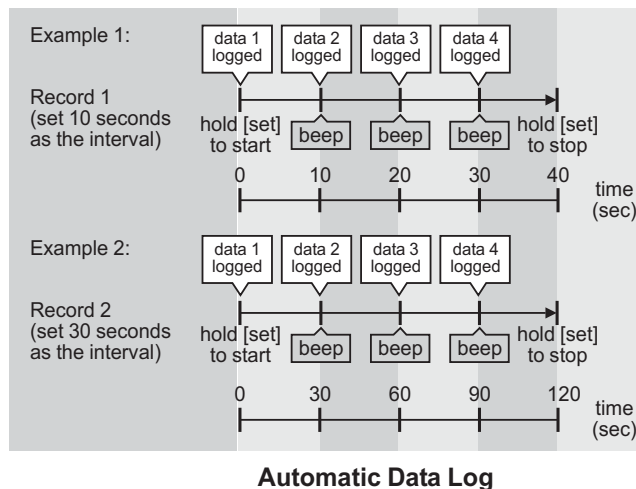 Example 1:
data 1
logged
data 2
logged
data 3
logged
data 4
logged
Record 1
(set 10 seconds
as the interval)
hold [set]
to start
beep
beep
beep
hold [set]
to stop
0
10
20
30
40
time
(sec)
Example 2:
data 1
logged
data 2
logged
data 3
logged
data 4
logged
Record 2
(set 30 seconds
as the interval)
hold [set]
to start
beep
beep
beep
hold [set]
to stop
0
30
60
90
120
time
(sec)
Automatic Data Log